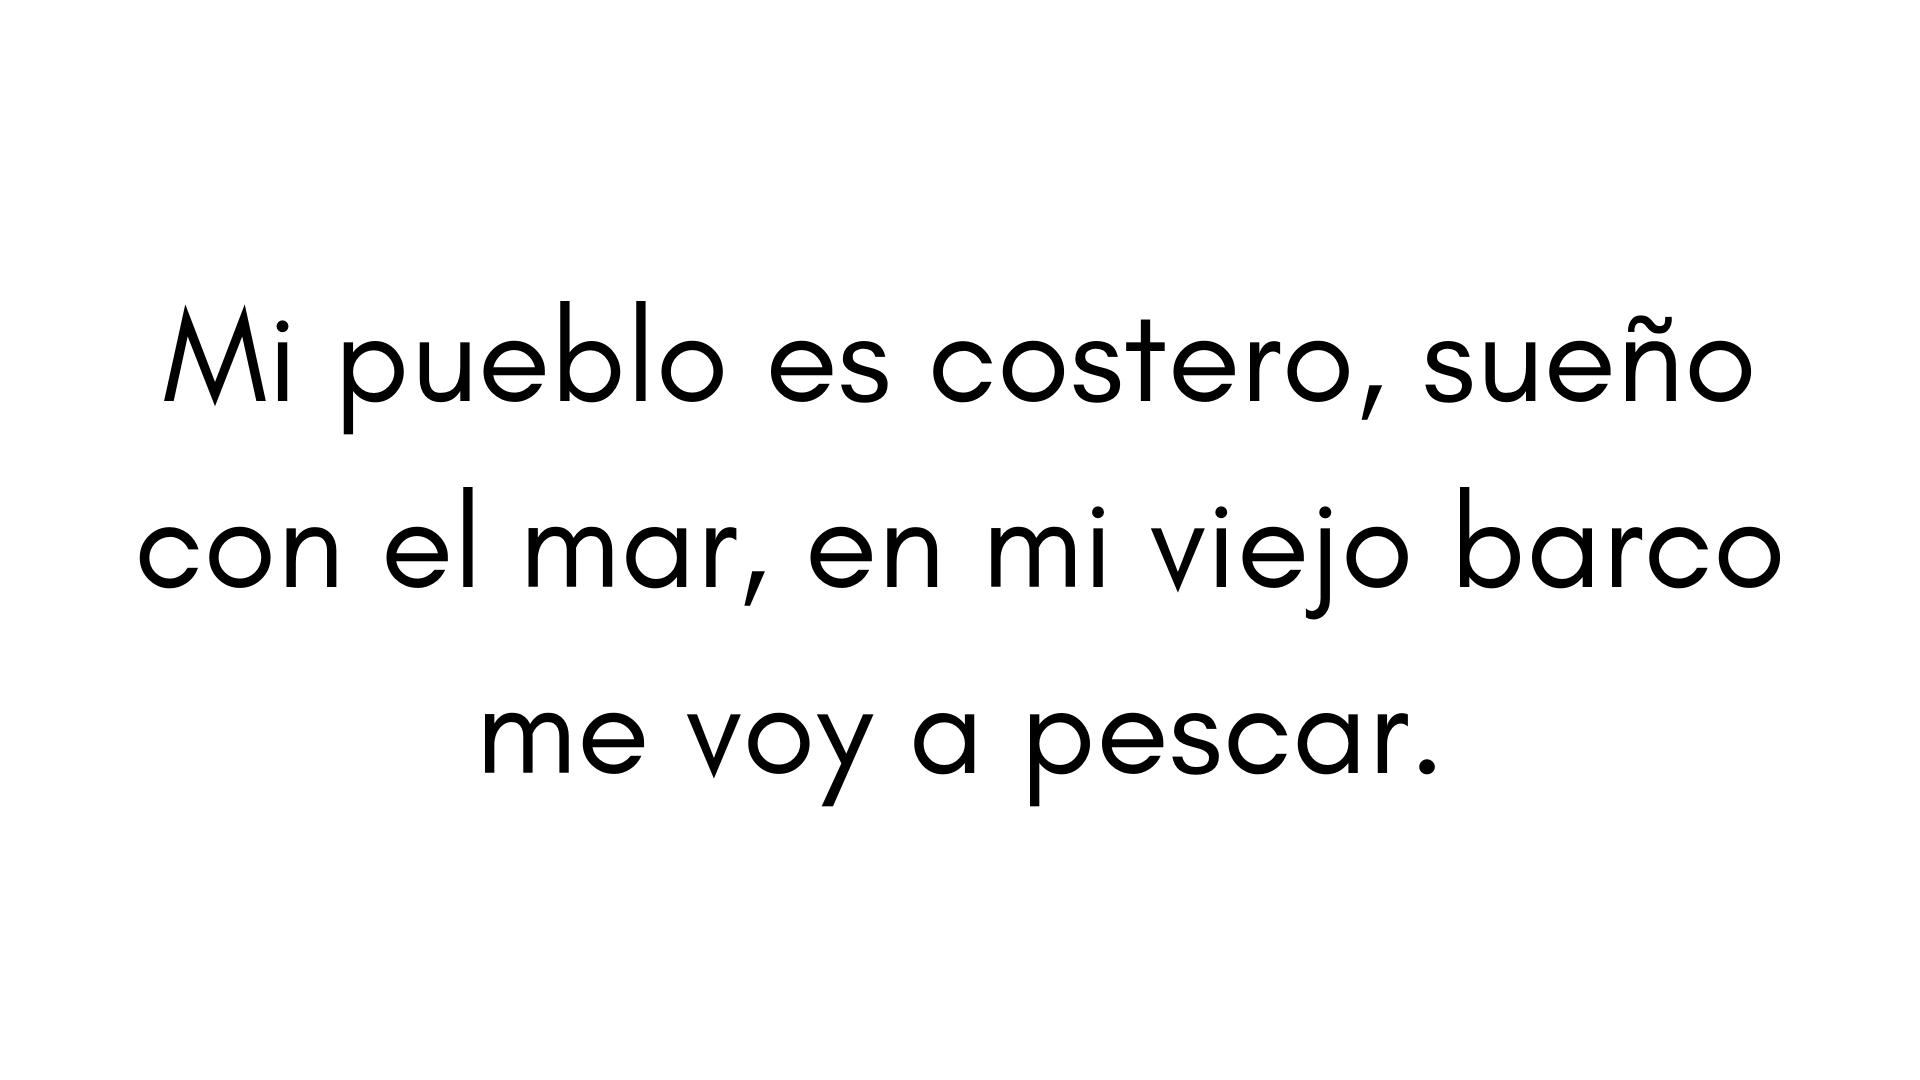 Mi pueblo es costero, sueño
con el mar, en mi viejo barco
me voy a pescar.